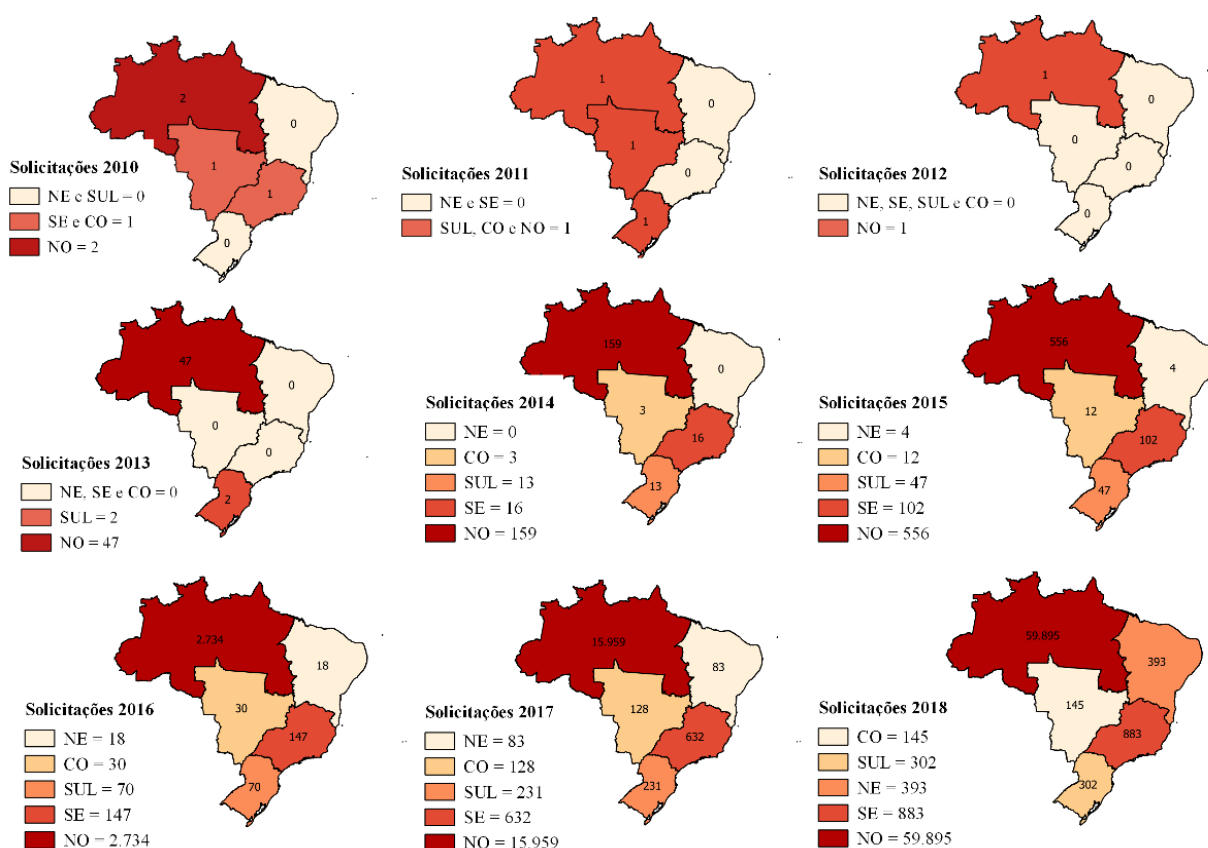 2
0
1
1
0
Solicitações 2010
NE e SUL = 0
SE e CO = 1
NO = 2
1
0
1
0
1
Solicitações 2011
NE e SE = 0
SUL, CO e NO = 1
1
0
0
0
0
Solicitações 2012
NE, SE, SUL e CO = 0
NO = 1
47
0
0
0
2
Solicitações 2013
NE, SE e CO = 0
SUL = 2
NO = 47
159
0
3
16
13
Solicitações 2014
NE = 0
CO = 3
SUL = 13
SE = 16
NO = 159
556
4
12
102
47
Solicitações 2015
NE = 4
CO = 12
SUL = 47
SE = 102
NO = 556
2.734
18
30
147
70
Solicitações 2016
NE = 18
CO = 30
SUL = 70
SE = 147
NO = 2.734
15.959
83
128
632
231
Solicitações 2017
NE = 83
CO = 128
SUL = 231
SE = 632
NO = 15.959
59.895
393
145
883
302
Solicitações 2018
CO = 145
SUL = 302
NE = 393
SE = 883
NO = 59.895